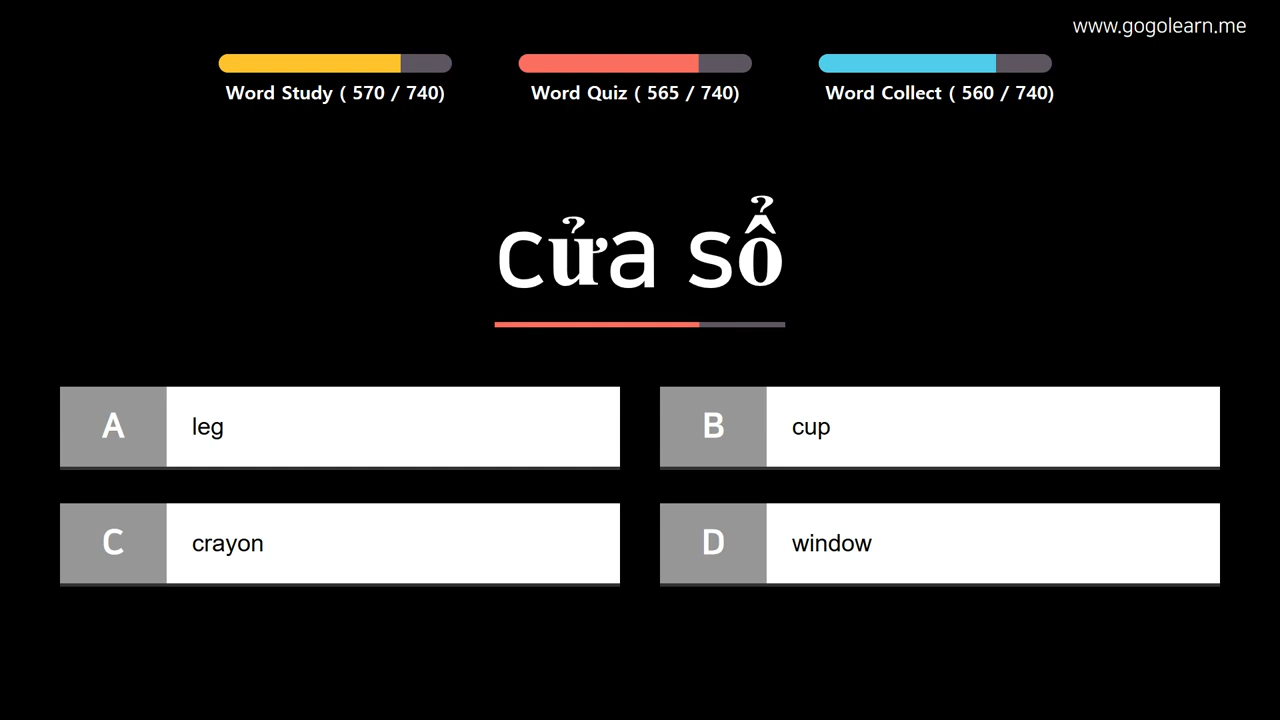 www.gogolearn.me
Word Study ( 570 / 740)
Word Quiz ( 565 / 740)
Word Collect ( 560 / 740)
cửa sổ
A leg
B cup
C crayon
D window